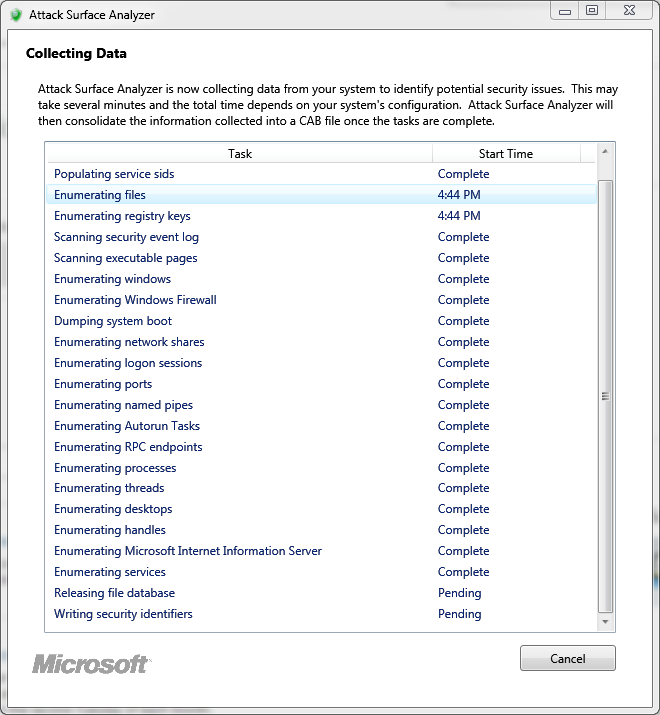 Attack Surface Analyzer
Collecting Data
Attack Surface Analyzer is now collecting data from your system to identify potential security issues.  This may
take several minutes and the total time depends on your system's configuration.  Attack Surface Analyzer will
then consolidate the information collected into a CAB file once the tasks are complete.
Task Start Time
Populating service sids Complete
Enumerating files 4:44 PM
Enumerating registry keys 4:44 PM
Scanning security event log Complete
Scanning executable pages Complete
Enumerating windows Complete
Enumerating Windows Firewall Complete
Dumping system boot Complete
Enumerating network shares Complete
Enumerating logon sessions Complete
Enumerating ports Complete
Enumerating named pipes Complete
Enumerating Autorun Tasks Complete
Enumerating RPC endpoints Complete
Enumerating processes Complete
Enumerating threads Complete
Enumerating desktops Complete
Enumerating handles Complete
Enumerating Microsoft Internet Information Server Complete
Enumerating services Complete
Releasing file database Pending
Writing security identifiers Pending
Microsoft
Cancel